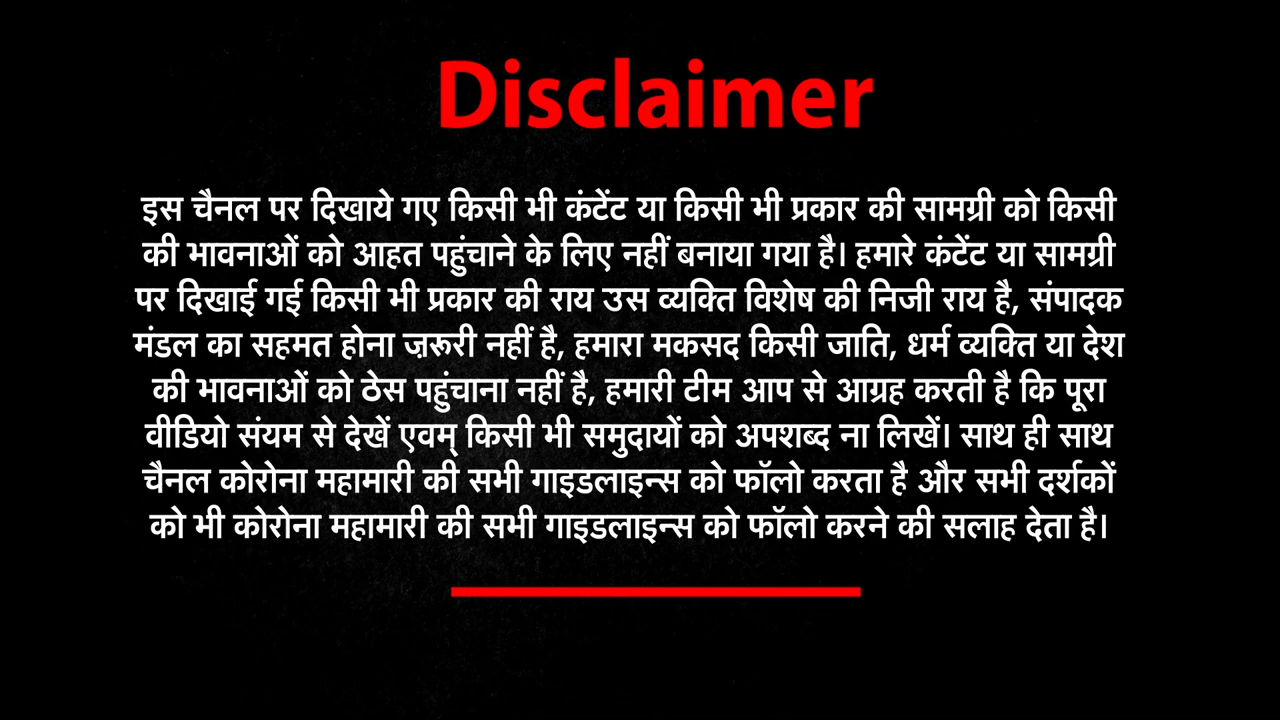 Disclaimer
इस चैनल पर दिखाये गए किसी भी कंटेंट या किसी भी प्रकार की सामग्री को किसी
की भावनाओं को आहत पहुंचाने के लिए नहीं बनाया गया है। हमारे कंटेंट या सामग्री
पर दिखाई गई किसी भी प्रकार की राय उस व्यक्ति विशेष की निजी राय है, संपादक
मंडल का सहमत होना ज़रूरी नहीं है, हमारा मकसद किसी जाति, धर्म व्यक्ति या देश
की भावनाओं को ठेस पहुंचाना नहीं है, हमारी टीम आप से आग्रह करती है कि पूरा
वीडियो संयम से देखें एवम् किसी भी समुदायों को अपशब्द ना लिखें। साथ ही साथ
चैनल कोरोना महामारी की सभी गाइडलाइन्स को फॉलो करता है और सभी दर्शकों
को भी कोरोना महामारी की सभी गाइडलाइन्स को फॉलो करने की सलाह देता है।